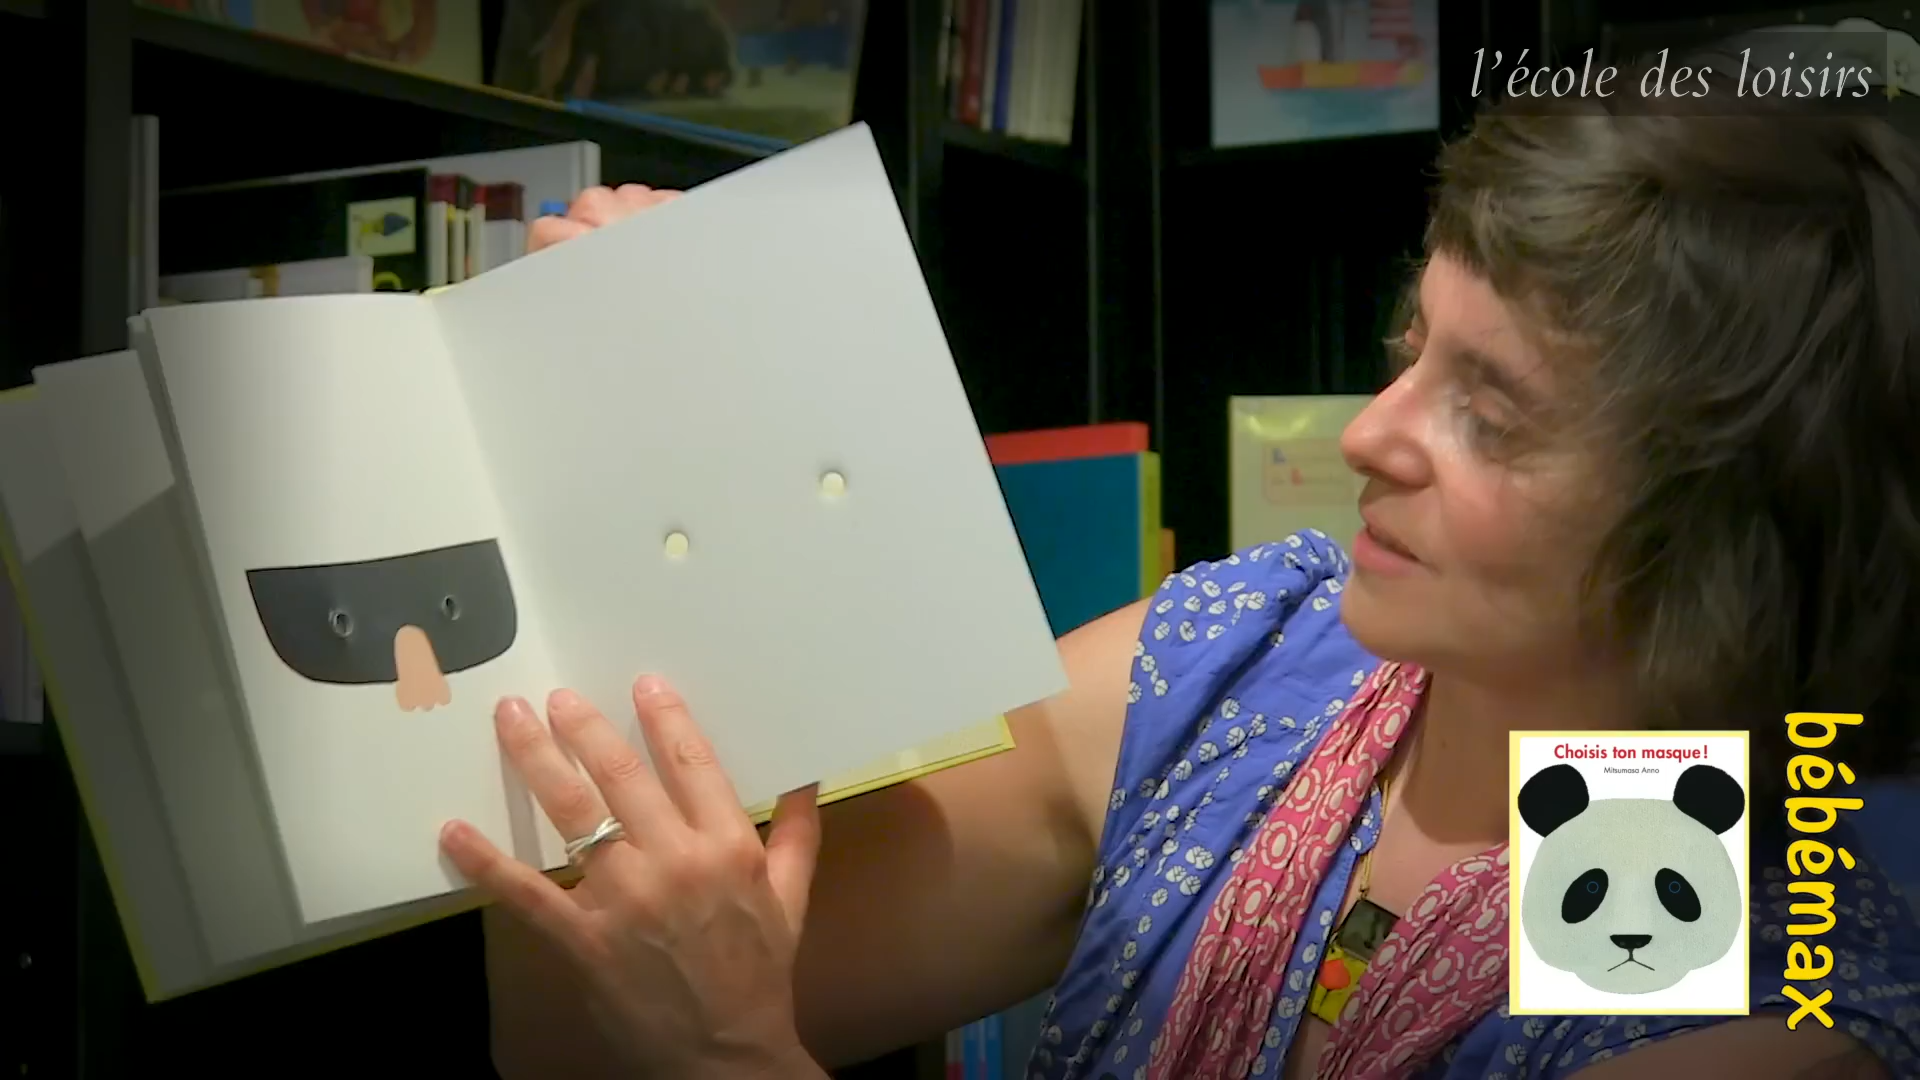 l'école des loisirs
Choisis ton masque!
Mitsumasa Anno
bébémax